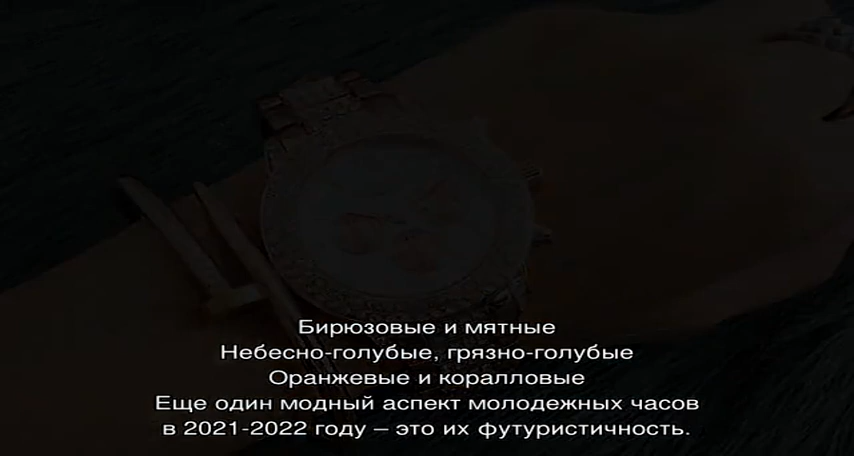 Бирюзовые и мятные
Небесно-голубые, грязно-голубые
Оранжевые и коралловые
Еще один модный аспект молодежных часов
в 2021-2022 году – это их футуристичность.